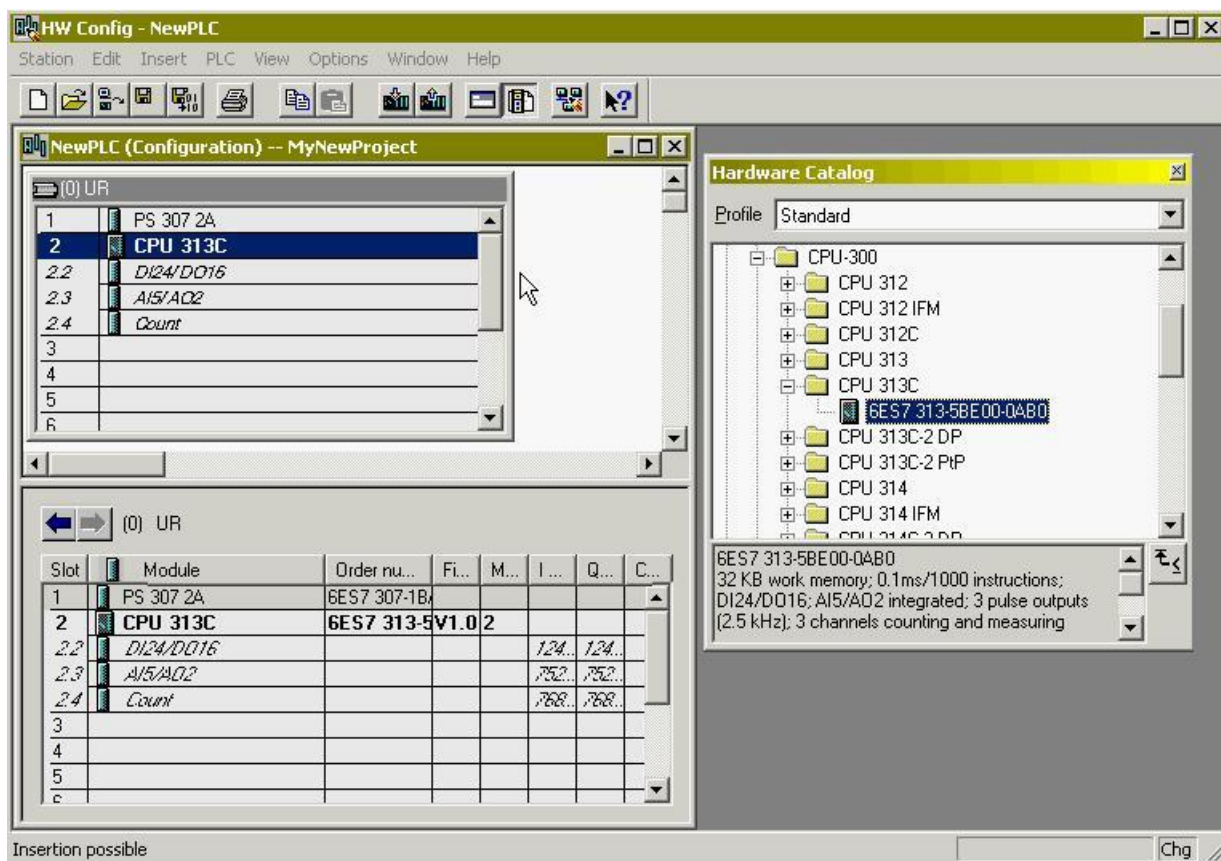 HW Config - NewPLC
Station Edit Insert PLC View Options Window Help
NewPLC (Configuration) -- MyNewProject
(0) UR
1 PS 307 2A
2 CPU 313C
2.2 DI24/DO16
2.3 AI5/AO2
2.4 Count
3
4
5
6
(0) UR
Slot Module Order nu... Fi... M... I ... Q... C...
1 PS 307 2A 6ES7 307-1B
2 CPU 313C 6ES7 313-5 V1.0 2
2.2 DI24/DO16 124... 124...
2.3 AI5/AO2 752... 752...
2.4 Count 768... 768...
3
4
5
Hardware Catalog
Profile Standard
CPU-300
CPU 312
CPU 312 IFM
CPU 312C
CPU 313
CPU 313C
6ES7 313-5BE00-0AB0
CPU 313C-2 DP
CPU 313C-2 PtP
CPU 314
CPU 314 IFM
CPU 314C-2 DP
6ES7 313-5BE00-0AB0
32 KB work memory; 0.1ms/1000 instructions;
DI24/DO16; AI5/AO2 integrated; 3 pulse outputs
(2.5 kHz); 3 channels counting and measuring
Insertion possible
Chg